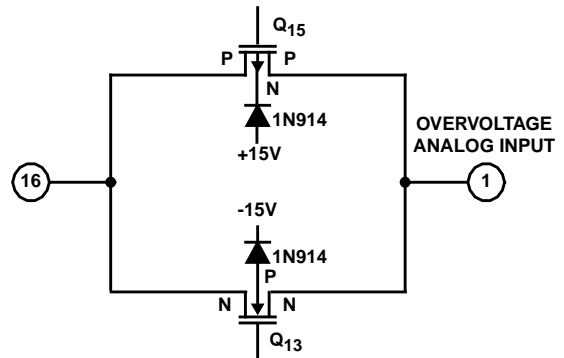 Q15
P P
N
1N914
+15V
OVERVOLTAGE
ANALOG INPUT
16
1
-15V
1N914
P
N N
Q13